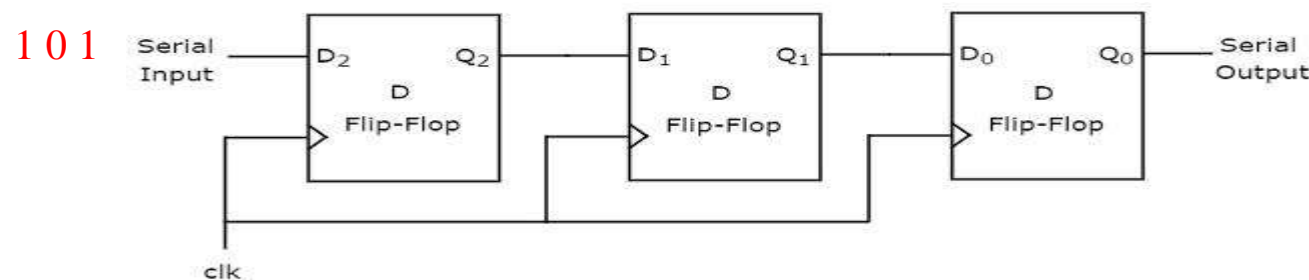 1 0 1
Serial
Input
D₂ Q₂
D
Flip-Flop
D₁ Q₁
D
Flip-Flop
D₀ Q₀
D
Flip-Flop
Serial
Output
clk